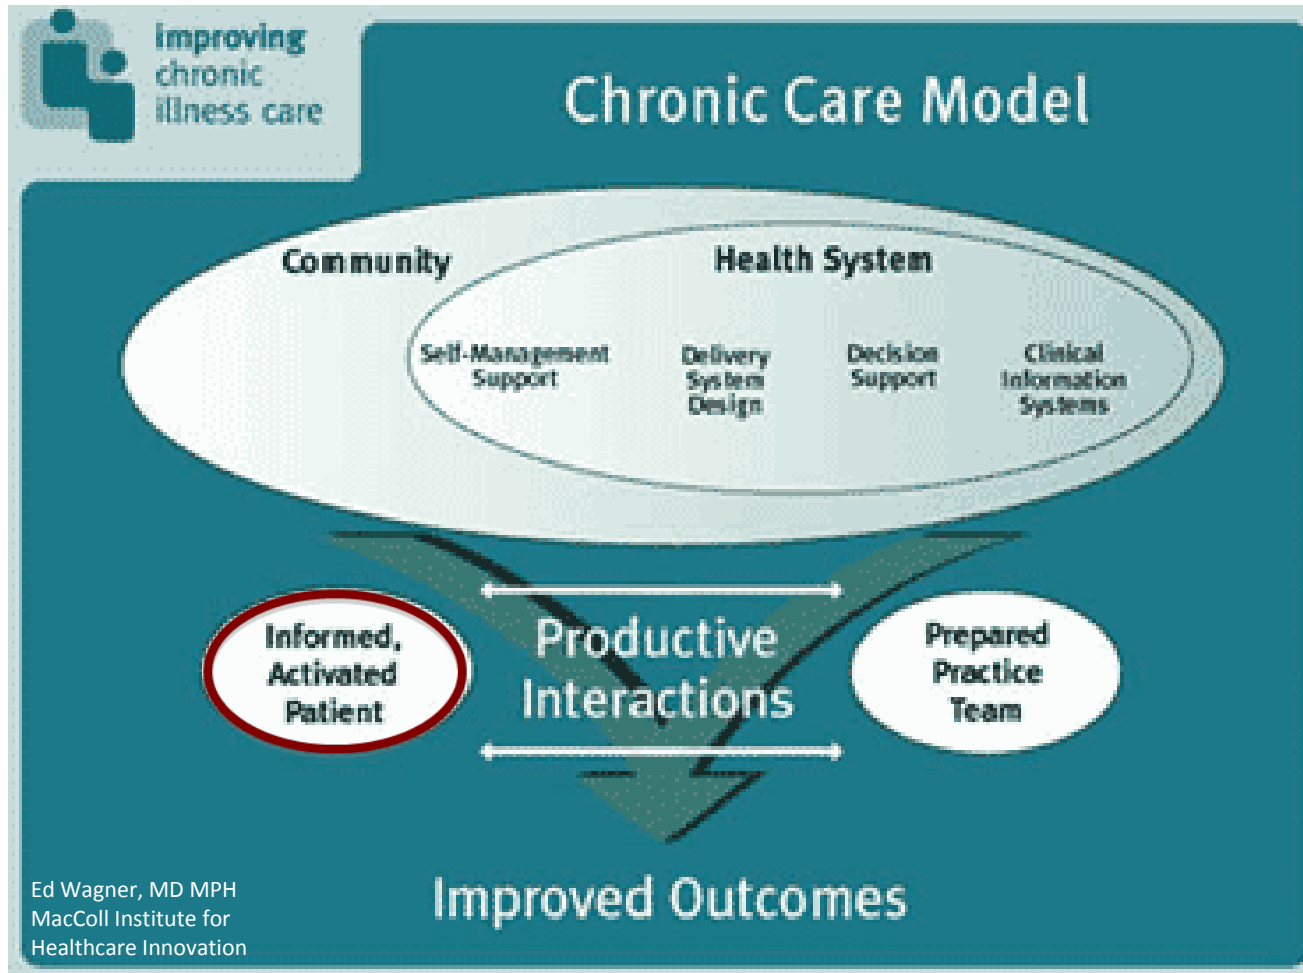 improving
chronic
illness care
Chronic Care Model
Community
Health System
Self-Management
Support
Delivery
System
Design
Decision
Support
Clinical
Information
Systems
Informed,
Activated
Patient
Productive
Interactions
Prepared
Practice
Team
Improved Outcomes
Ed Wagner, MD MPH
MacColl Institute for
Healthcare Innovation